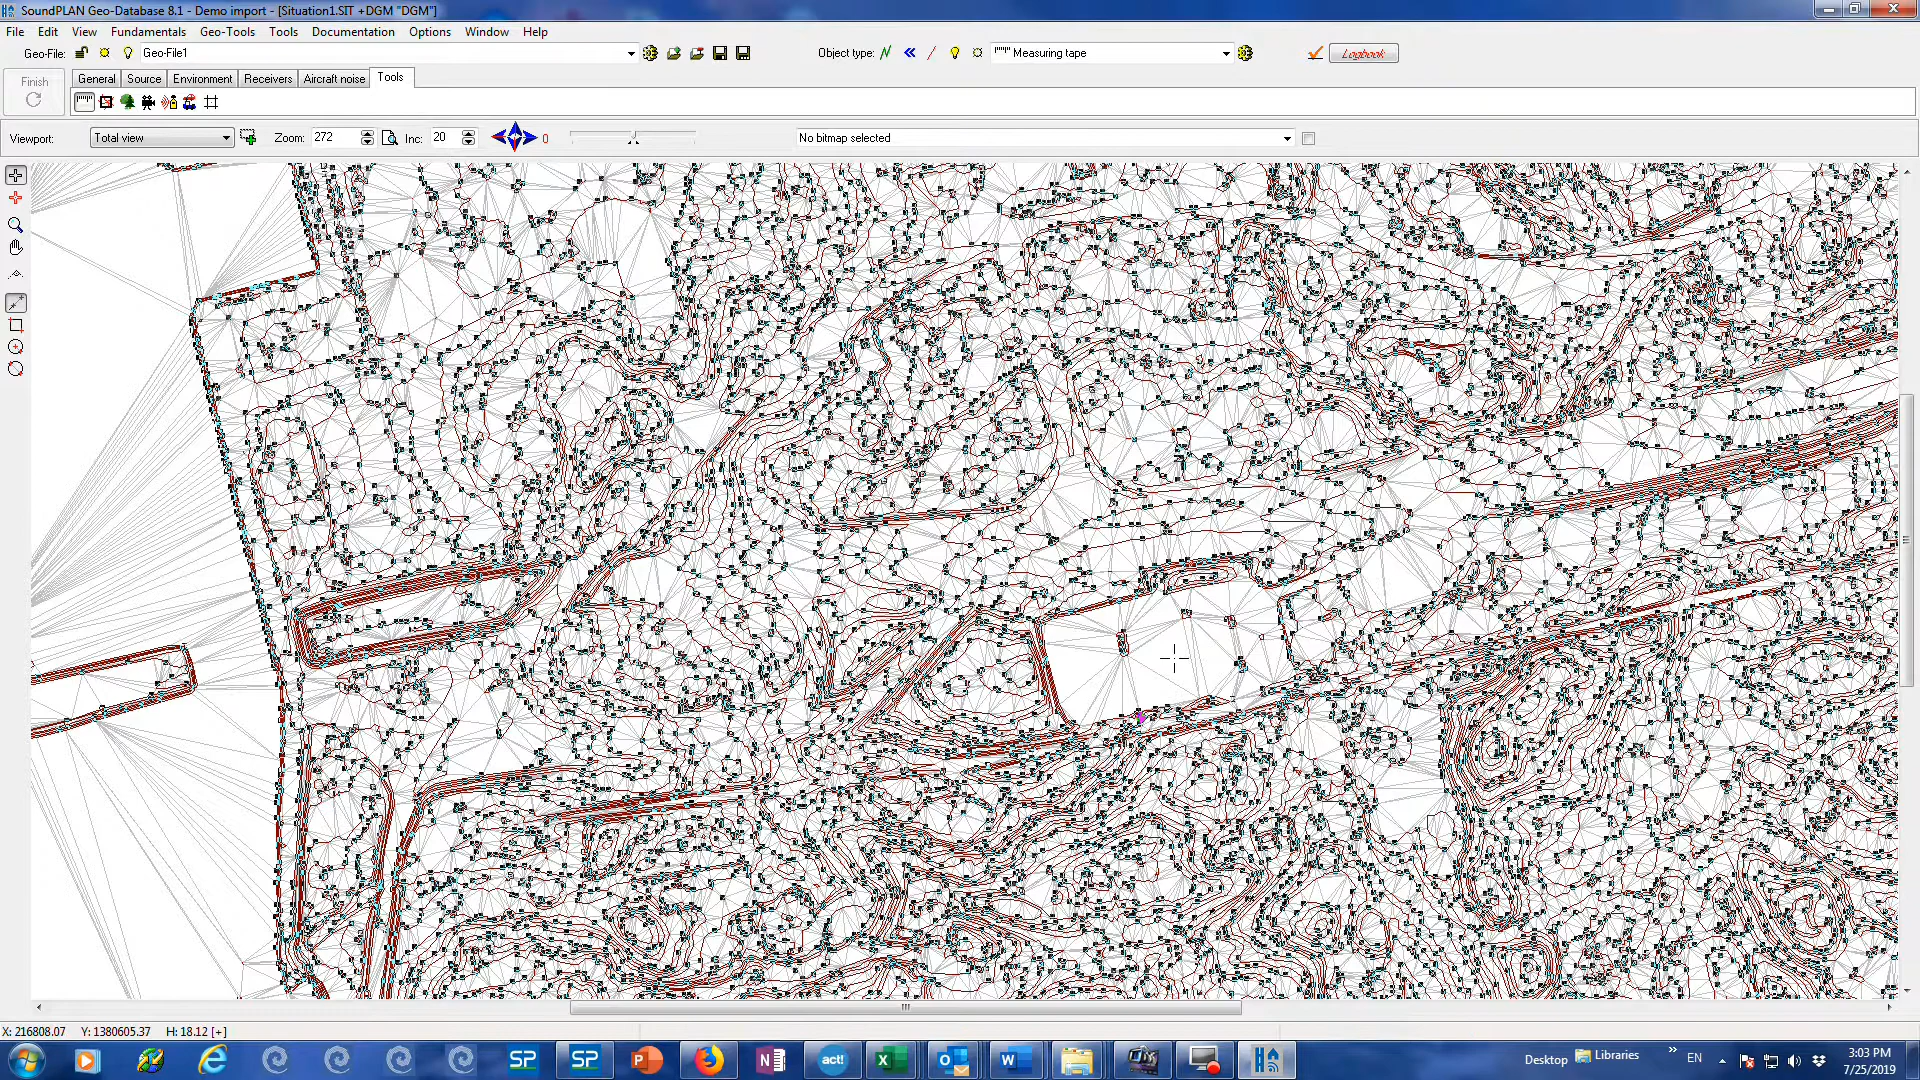 SoundPLAN Geo-Database 8.1 - Demo import - [Situation1.SIT +DGM "DGM"]
File Edit View Fundamentals Geo-Tools Tools Documentation Options Window Help
Geo-File: Geo-File1 Object type: Measuring tape Logbook
Finish General Source Environment Receivers Aircraft noise Tools
Viewport: Total view Zoom: 272 Inc: 20 0 No bitmap selected
X: 216808.07 Y: 1380605.37 H: 18.12 [+]
SP SP act! Desktop Libraries » EN 3:03 PM
7/25/2019